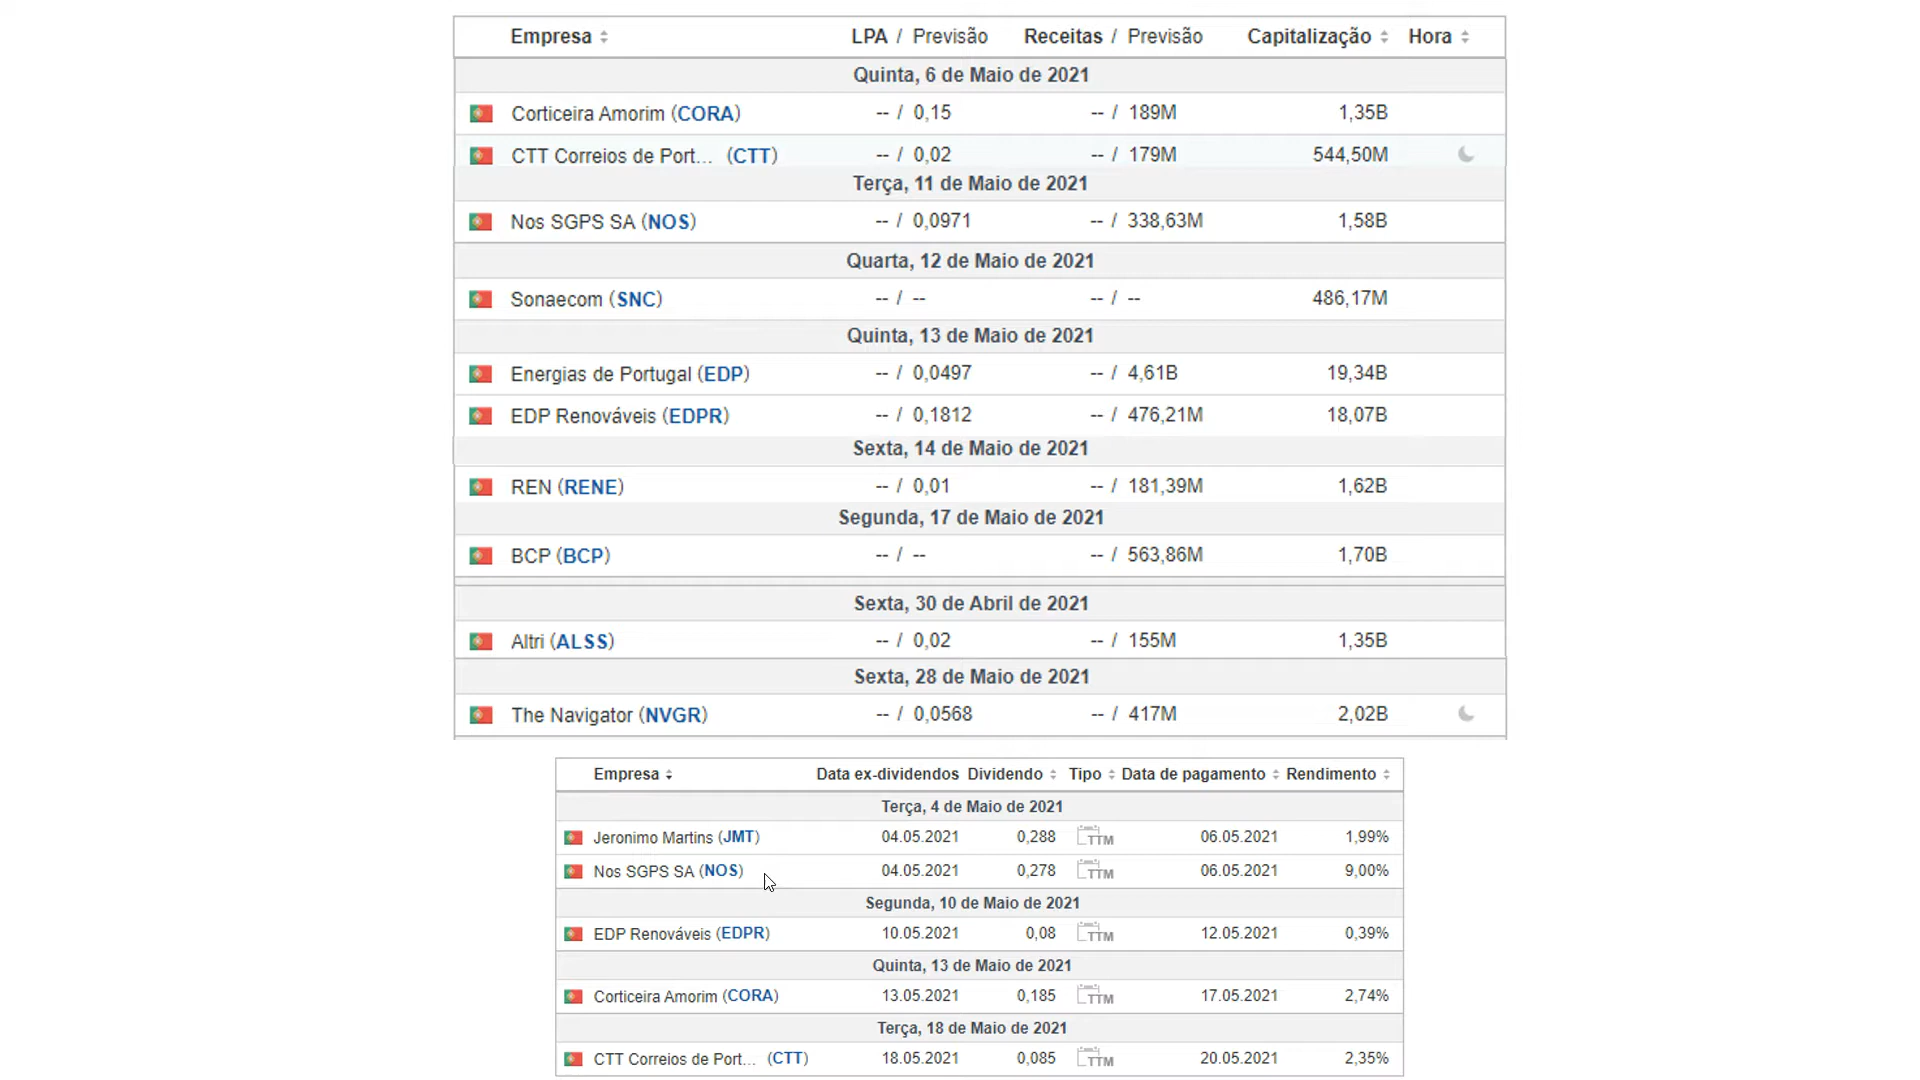 Empresa LPA / Previsão Receitas / Previsão Capitalização Hora
Quinta, 6 de Maio de 2021
Corticeira Amorim (CORA) -- / 0,15 -- / 189M 1,35B
CTT Correios de Port... (CTT) -- / 0,02 -- / 179M 544,50M
Terça, 11 de Maio de 2021
Nos SGPS SA (NOS) -- / 0,0971 -- / 338,63M 1,58B
Quarta, 12 de Maio de 2021
Sonaecom (SNC) -- / -- -- / -- 486,17M
Quinta, 13 de Maio de 2021
Energias de Portugal (EDP) -- / 0,0497 -- / 4,61B 19,34B
EDP Renováveis (EDPR) -- / 0,1812 -- / 476,21M 18,07B
Sexta, 14 de Maio de 2021
REN (RENE) -- / 0,01 -- / 181,39M 1,62B
Segunda, 17 de Maio de 2021
BCP (BCP) -- / -- -- / 563,86M 1,70B
Sexta, 30 de Abril de 2021
Altri (ALSS) -- / 0,02 -- / 155M 1,35B
Sexta, 28 de Maio de 2021
The Navigator (NVGR) -- / 0,0568 -- / 417M 2,02B
Empresa Data ex-dividendos Dividendo Tipo Data de pagamento Rendimento
Terça, 4 de Maio de 2021
Jeronimo Martins (JMT) 04.05.2021 0,288 TTM 06.05.2021 1,99%
Nos SGPS SA (NOS) 04.05.2021 0,278 TTM 06.05.2021 9,00%
Segunda, 10 de Maio de 2021
EDP Renováveis (EDPR) 10.05.2021 0,08 TTM 12.05.2021 0,39%
Quinta, 13 de Maio de 2021
Corticeira Amorim (CORA) 13.05.2021 0,185 TTM 17.05.2021 2,74%
Terça, 18 de Maio de 2021
CTT Correios de Port... (CTT) 18.05.2021 0,085 TTM 20.05.2021 2,35%